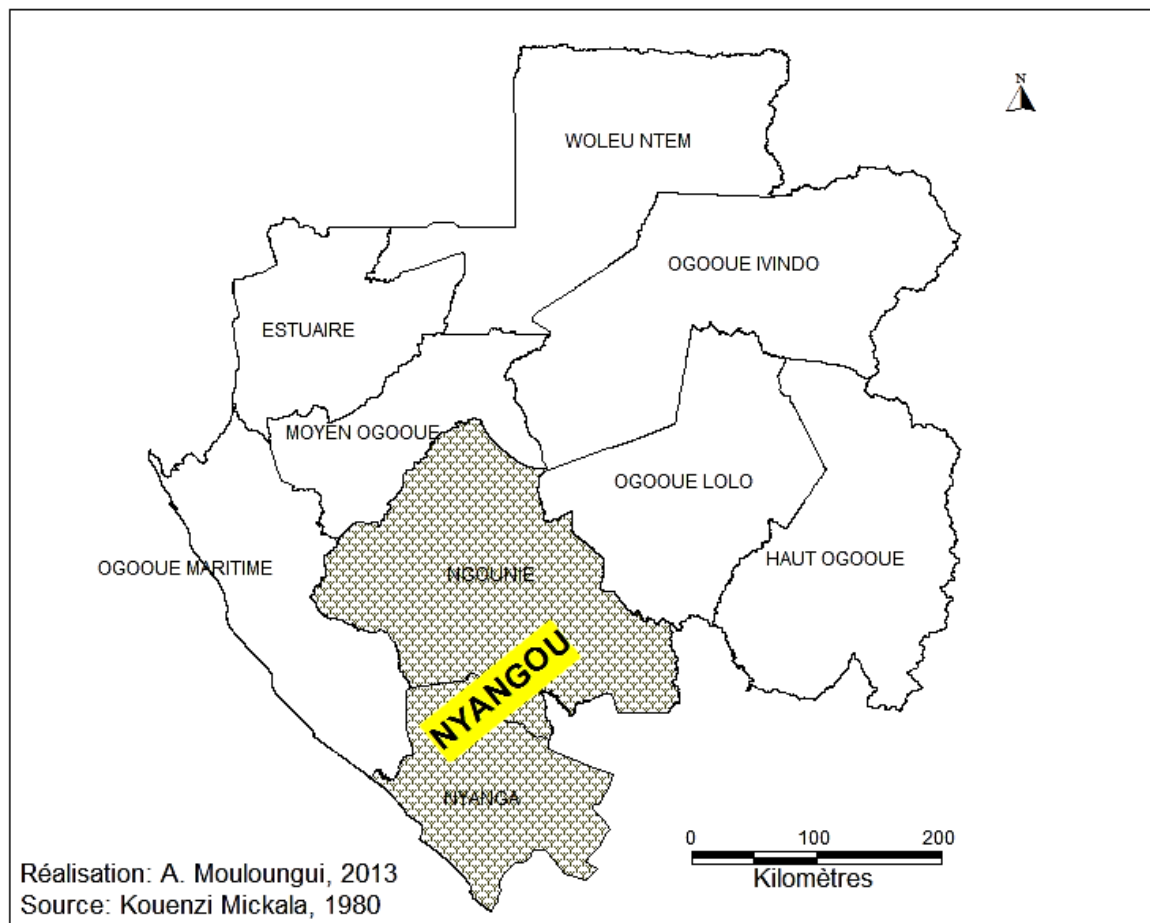 N
WOLEU NTEM
OGOOUE IVINDO
ESTUAIRE
MOYEN OGOOUE
OGOOUE LOLO
HAUT OGOOUE
OGOOUE MARITIME
NGOUNIE
NYANGOU
NYANGA
0 100 200
Kilomètres
Réalisation: A. Mouloungui, 2013
Source: Kouenzi Mickala, 1980